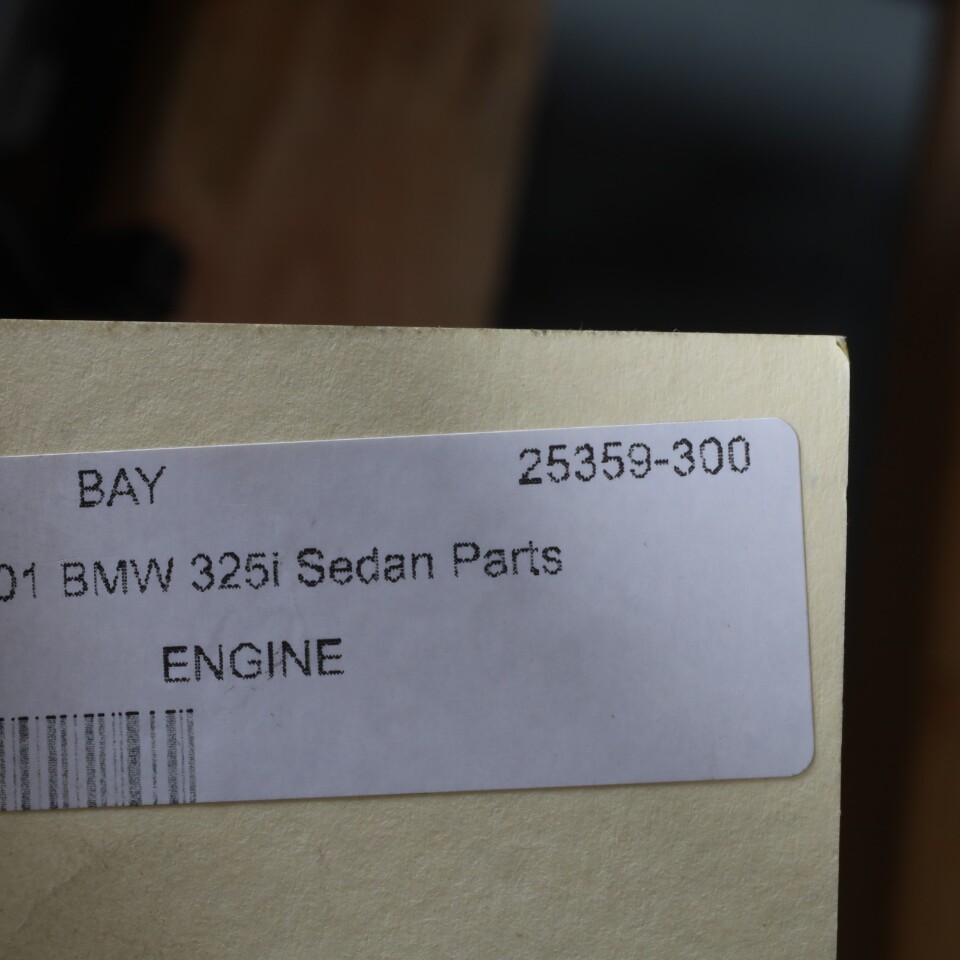 BAY 25359-300
01 BMW 325i Sedan Parts
ENGINE